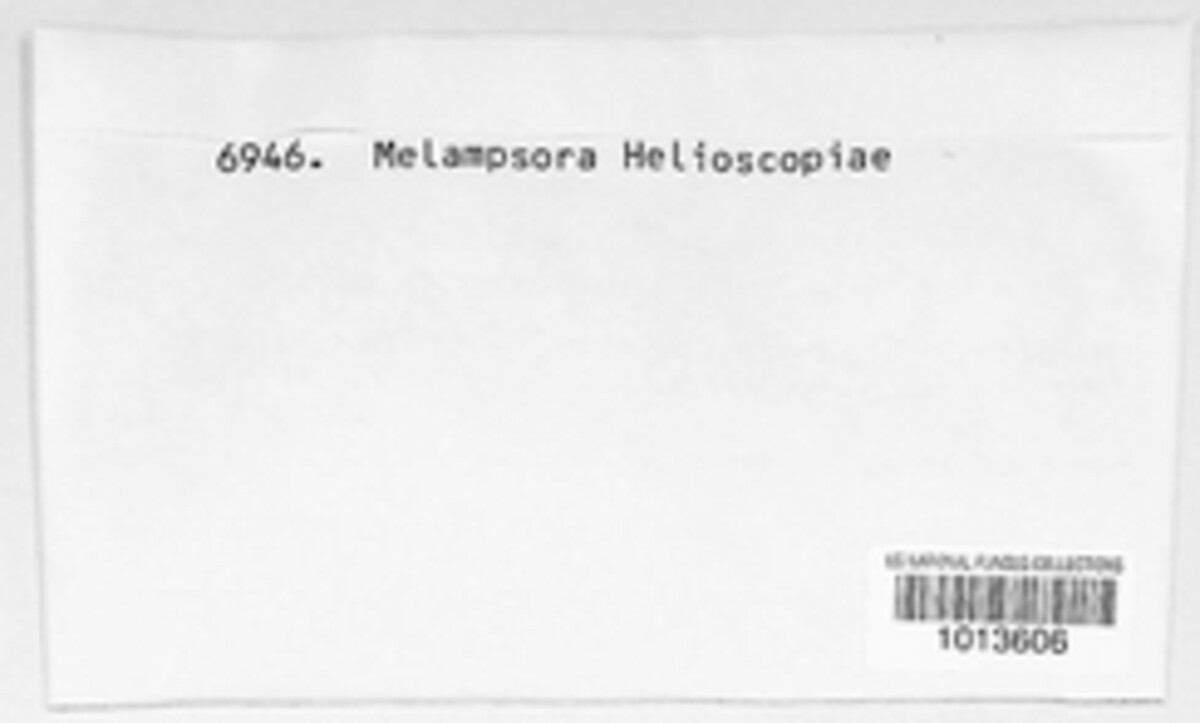 6946. Melampsora Helioscopiae
US NATIONAL FUNGUS COLLECTIONS
1013606